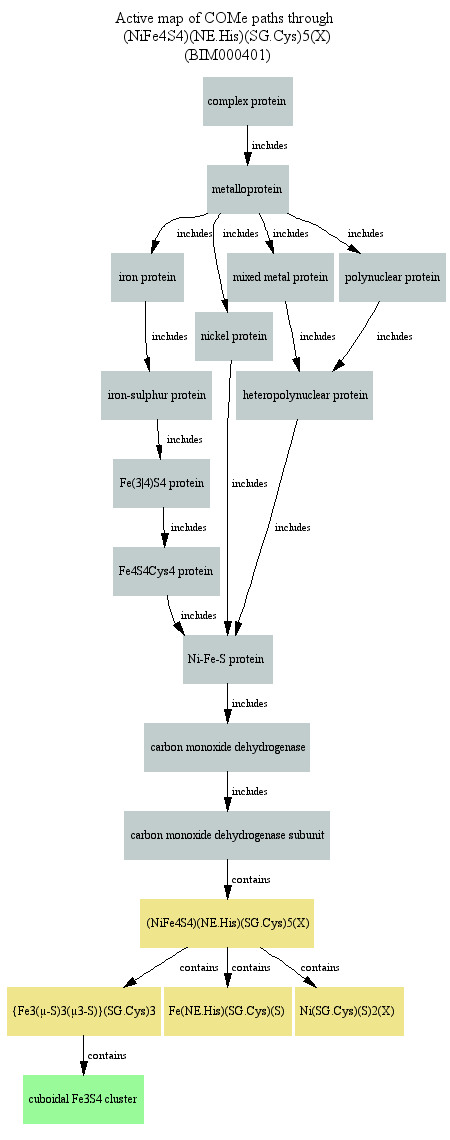 Active map of COMe paths through
(NiFe4S4)(NE.His)(SG.Cys)5(X)
(BIM000401)
complex protein
includes
metalloprotein
includes
includes
includes
includes
iron protein
mixed metal protein
polynuclear protein
nickel protein
includes
includes
includes
iron-sulphur protein
heteropolynuclear protein
includes
Fe(3|4)S4 protein
includes
includes
includes
Fe4S4Cys4 protein
includes
Ni-Fe-S protein
includes
carbon monoxide dehydrogenase
includes
carbon monoxide dehydrogenase subunit
contains
(NiFe4S4)(NE.His)(SG.Cys)5(X)
contains
contains
contains
{Fe3(μ-S)3(μ3-S)}(SG.Cys)3
Fe(NE.His)(SG.Cys)(S)
Ni(SG.Cys)(S)2(X)
contains
cuboidal Fe3S4 cluster